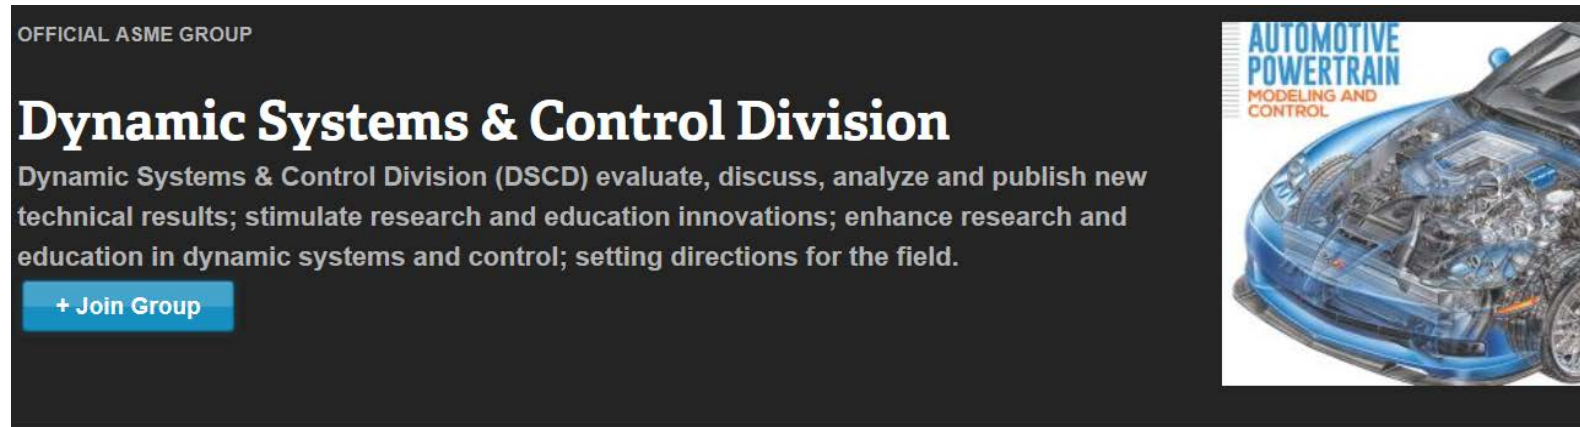 OFFICIAL ASME GROUP
Dynamic Systems & Control Division
Dynamic Systems & Control Division (DSCD) evaluate, discuss, analyze and publish new
technical results; stimulate research and education innovations; enhance research and
education in dynamic systems and control; setting directions for the field.
+ Join Group
AUTOMOTIVE
POWERTRAIN
MODELING AND
CONTROL